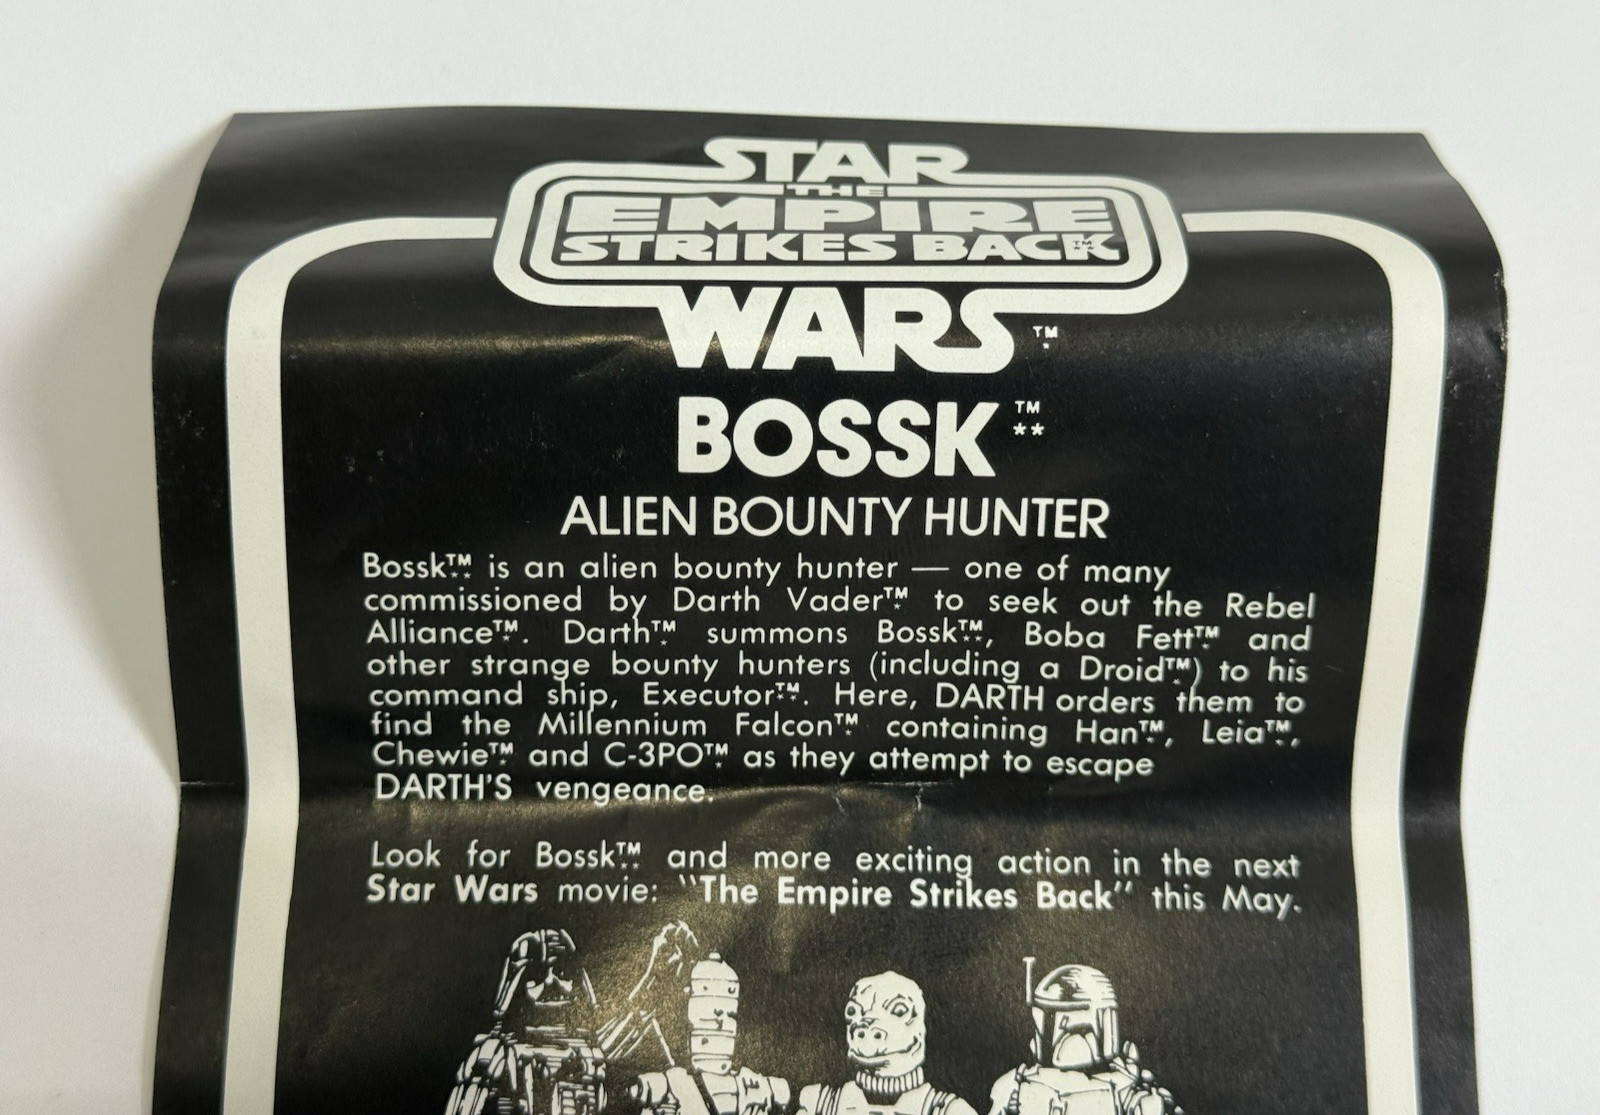 STAR
THE
EMPIRE
STRIKES BACK™
WARS™*
BOSSK™**
ALIEN BOUNTY HUNTER
Bossk™** is an alien bounty hunter — one of many
commissioned by Darth Vader™* to seek out the Rebel
Alliance™*. Darth™* summons Bossk™**, Boba Fett™* and
other strange bounty hunters (including a Droid™*) to his
command ship, Executor™**. Here, DARTH orders them to
find the Millennium Falcon™* containing Han™*, Leia™*,
Chewie™* and C-3PO™* as they attempt to escape
DARTH'S vengeance.
Look for Bossk™** and more exciting action in the next
Star Wars movie: "The Empire Strikes Back" this May.